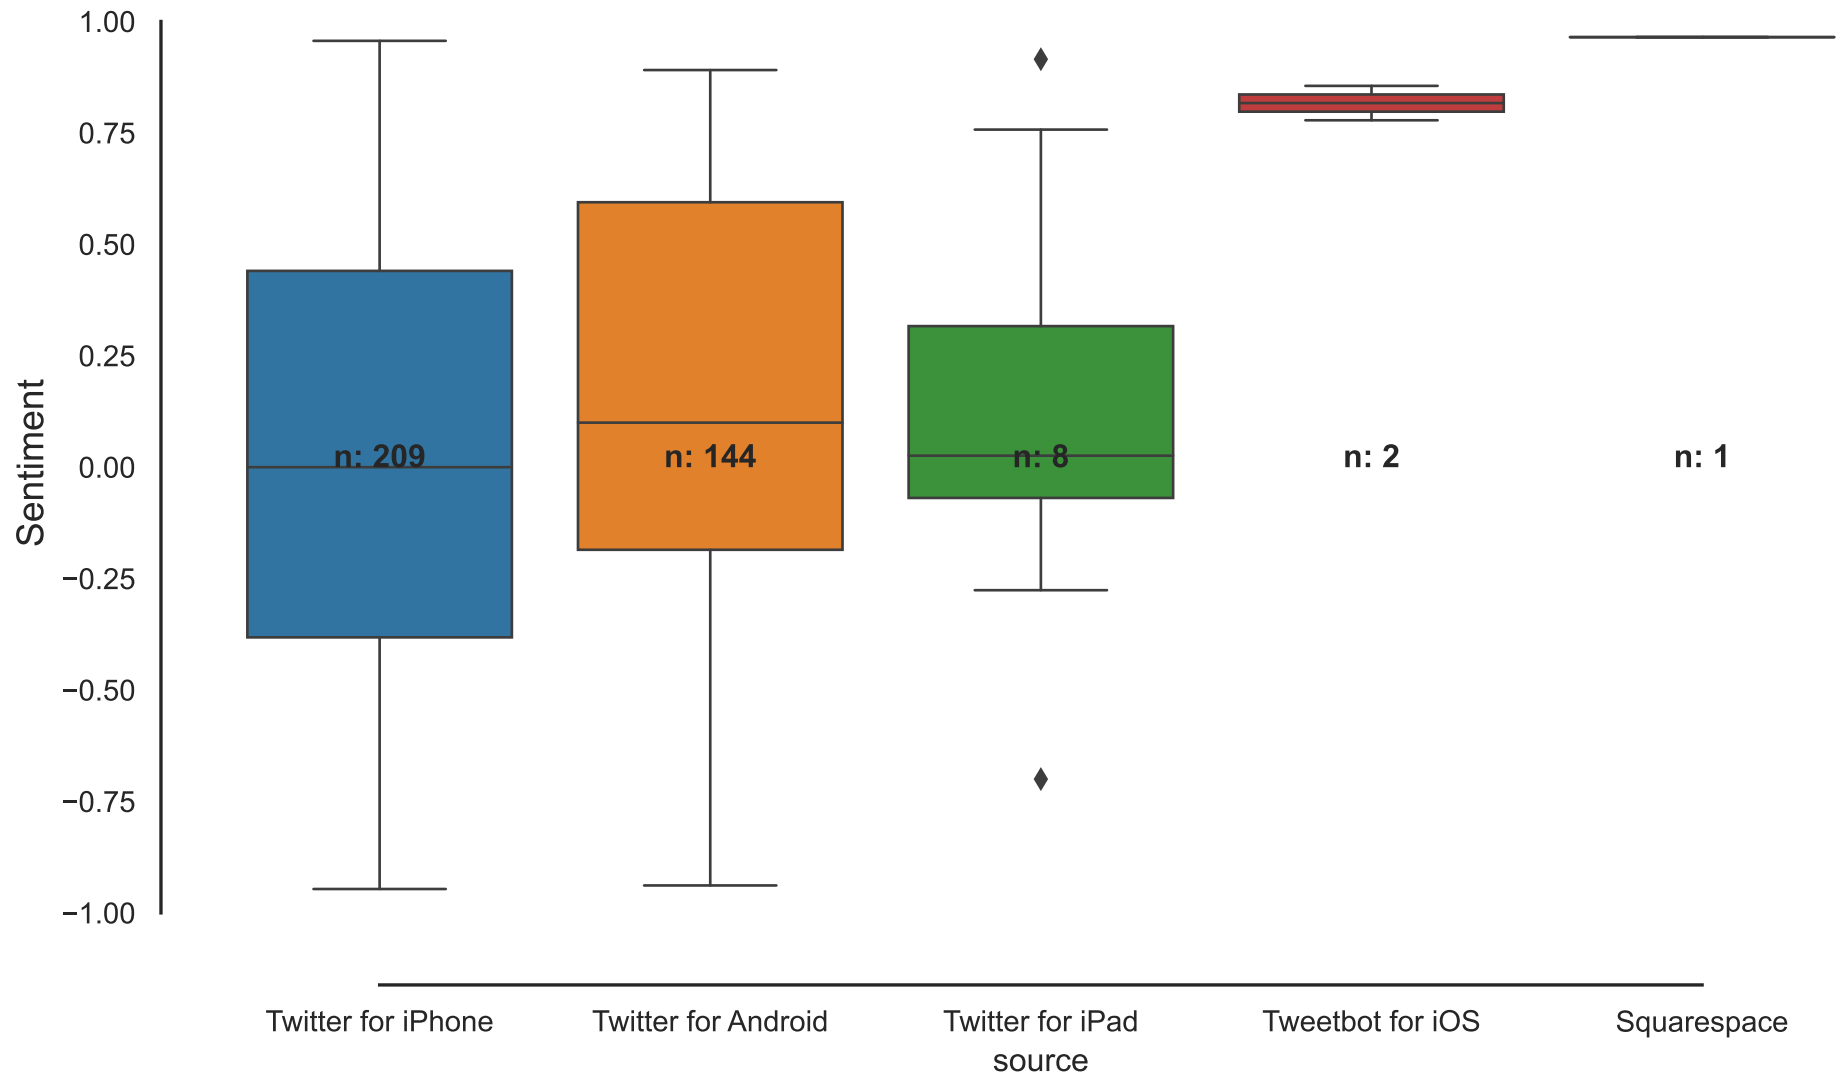 1.00
0.75
0.50
0.25
0.00
−0.25
−0.50
−0.75
−1.00
Sentiment
n: 209
n: 144
n: 8
n: 2
n: 1
Twitter for iPhone
Twitter for Android
Twitter for iPad
Tweetbot for iOS
Squarespace
source